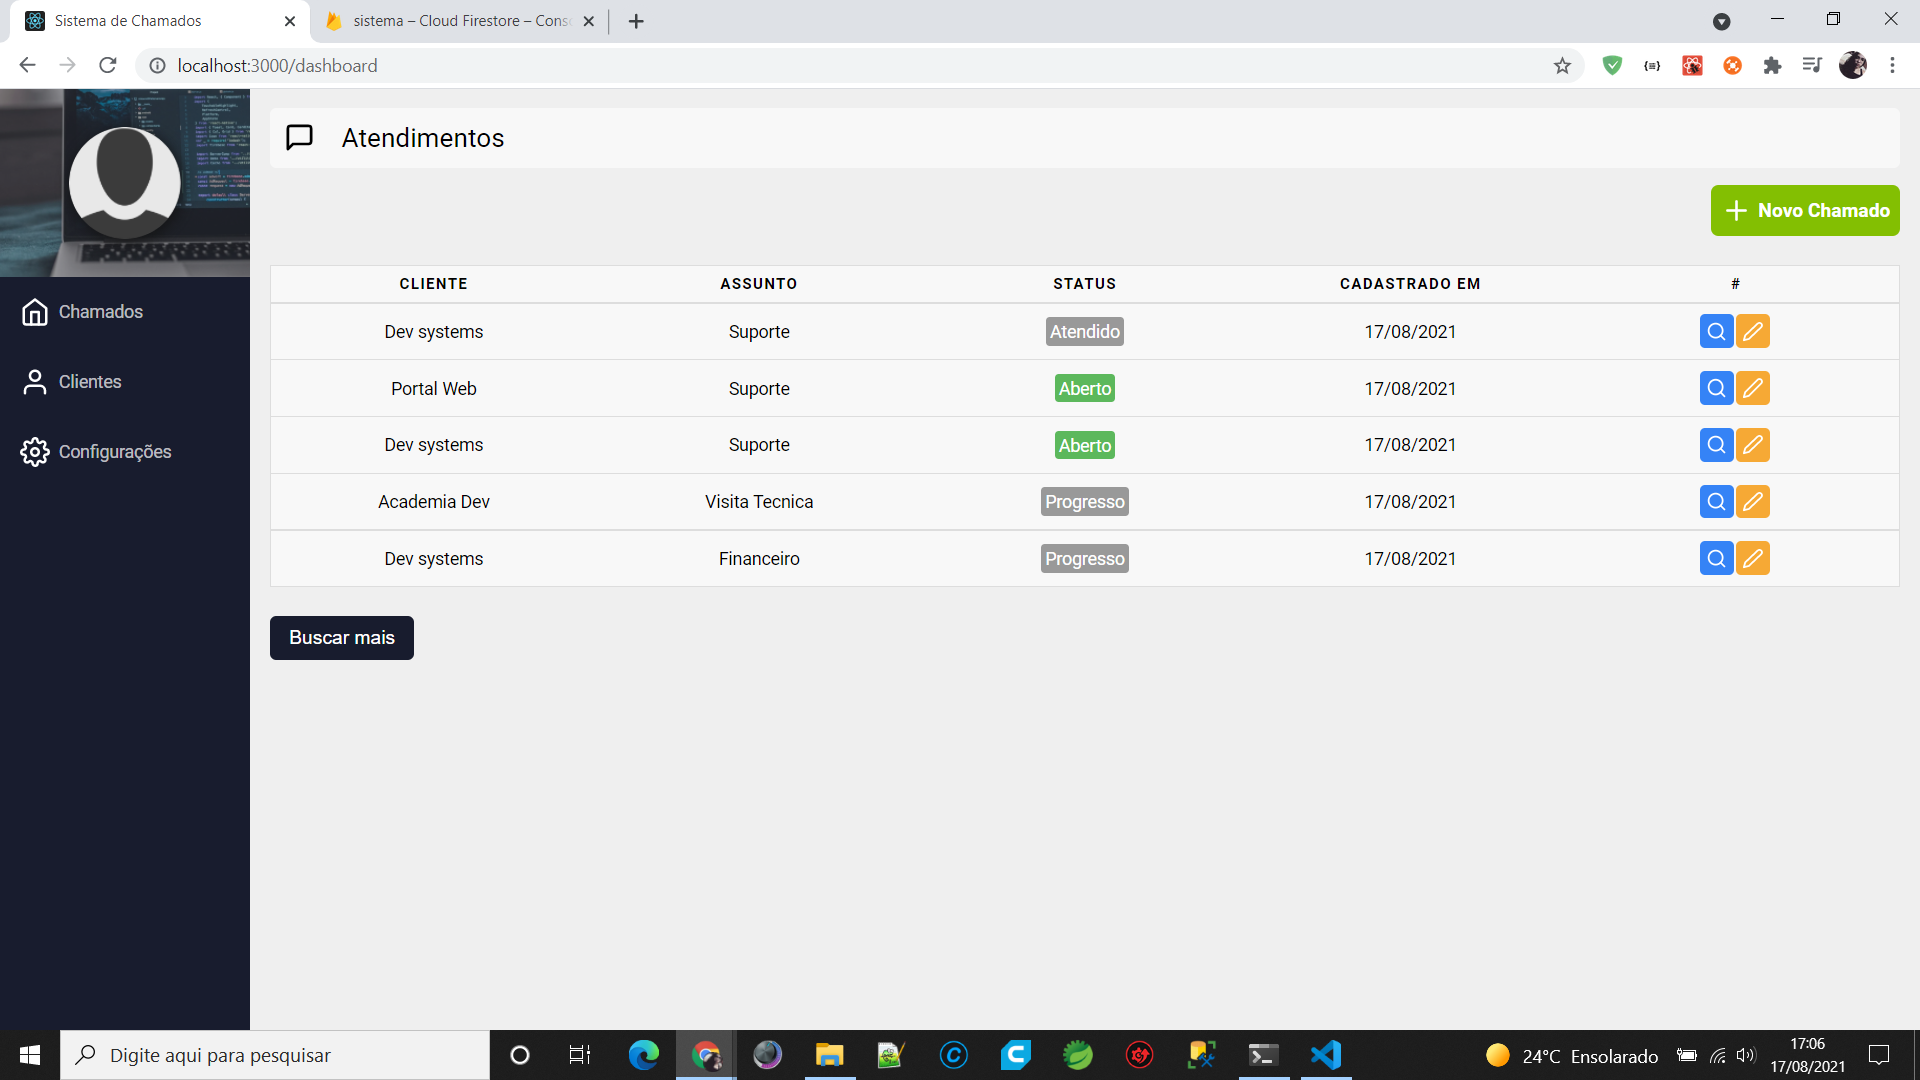 Sistema de Chamados
sistema – Cloud Firestore – Cons
localhost:3000/dashboard
Atendimentos
Novo Chamado
Chamados
Clientes
Configurações
CLIENTE ASSUNTO STATUS CADASTRADO EM #
Dev systems Suporte Atendido 17/08/2021
Portal Web Suporte Aberto 17/08/2021
Dev systems Suporte Aberto 17/08/2021
Academia Dev Visita Tecnica Progresso 17/08/2021
Dev systems Financeiro Progresso 17/08/2021
Buscar mais
Digite aqui para pesquisar
24°C Ensolarado
17:06
17/08/2021